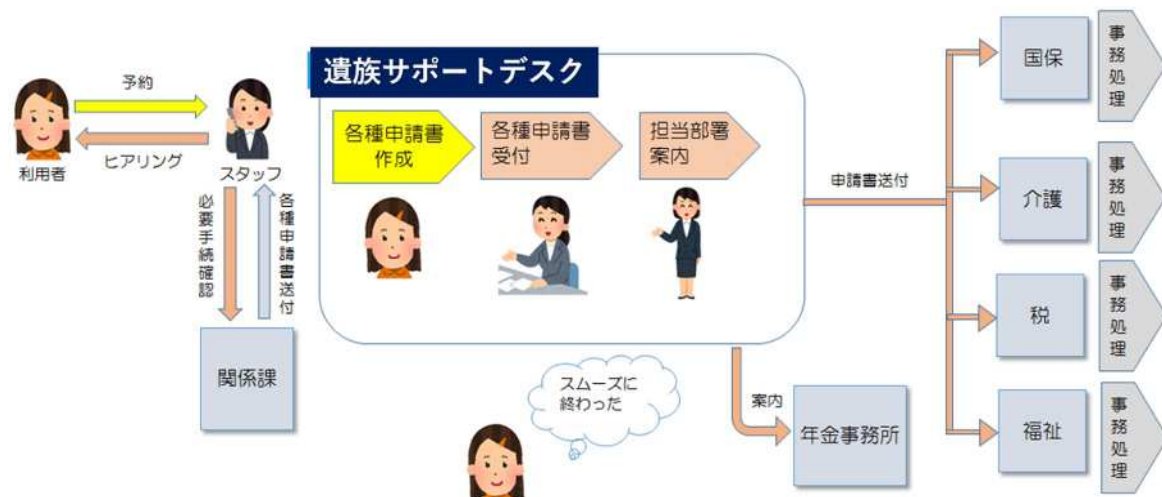 遺族サポートデスク
予約
ヒアリング
利用者
スタッフ
必要手続確認
各種申請書送付
関係課
各種申請書
作成
各種申請書
受付
担当部署
案内
申請書送付
国保
事務処理
介護
事務処理
税
事務処理
福祉
事務処理
スムーズに
終わった
案内
年金事務所